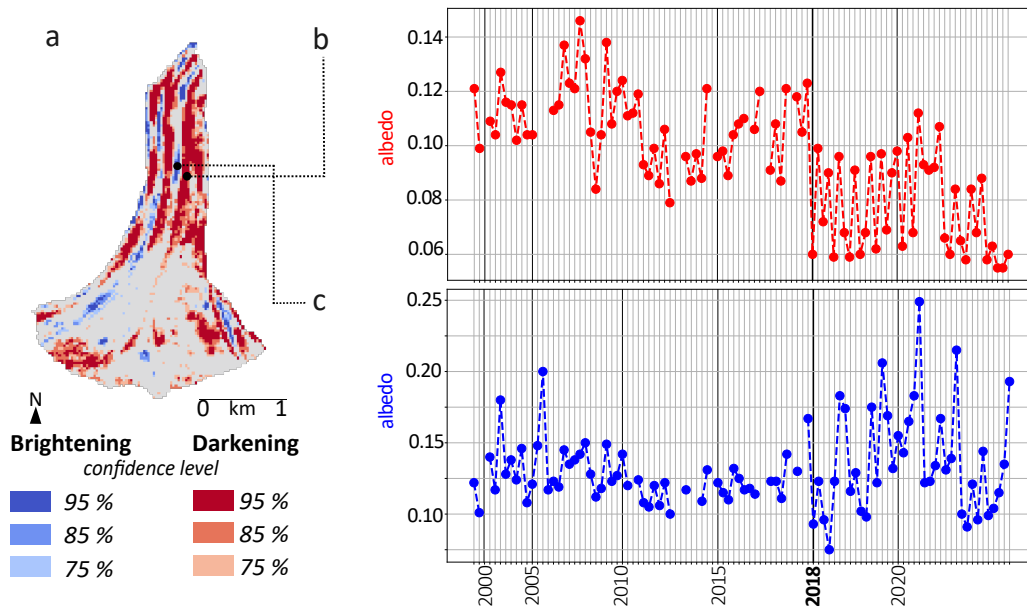 a
b
c
N
0 km 1
Brightening Darkening
confidence level
95 % 95 %
85 % 85 %
75 % 75 %
albedo
0.14
0.12
0.10
0.08
0.06
albedo
0.25
0.20
0.15
0.10
2000 2005 2010 2015 2018 2020